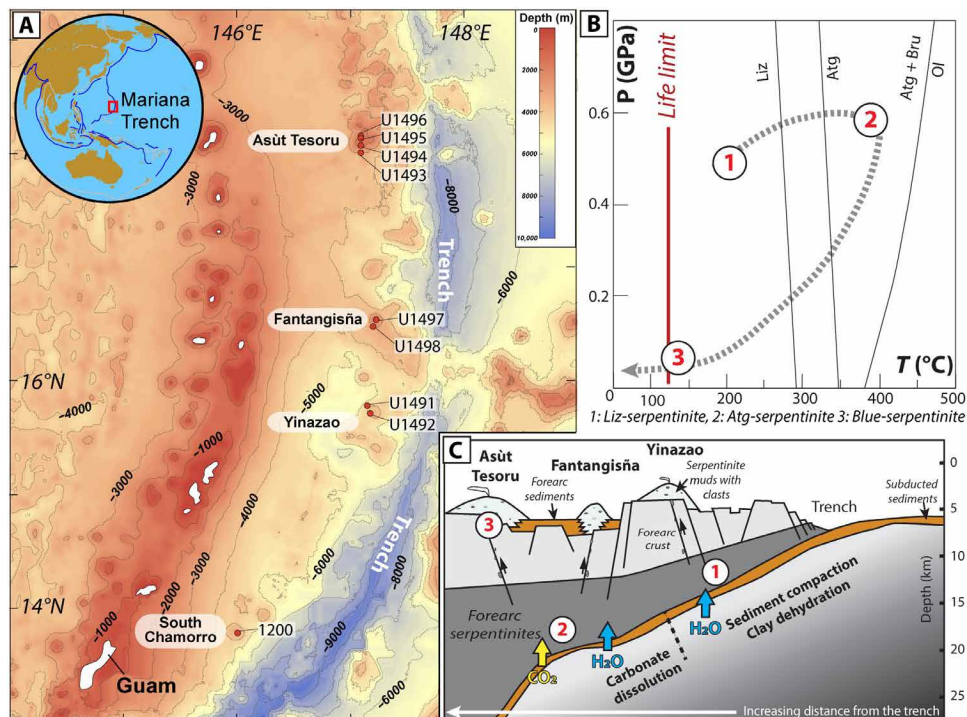 A
146°E
148°E
Depth (m)
0
2000
4000
6000
8000
10,000
Mariana
Trench
-3000
-3000
Asùt Tesoru
U1496
U1495
U1494
U1493
-8000
Trench
-3000
-6000
Fantangisña
U1497
U1498
16°N
-4000
-5000
U1491
U1492
Yinazao
-1000
-3000
-4000
Trench
-6000
-8000
-3000
-2000
14°N
-1000
South
Chamorro
1200
-9000
Guam
-6000
B
P (GPa)
Life limit
Liz
Atg
Atg + Bru
Ol
0.6
0.4
0.2
1
2
3
T (°C)
100
200
300
400
500
1: Liz-serpentinite, 2: Atg-serpentinite 3: Blue-serpentinite
C
Asùt
Tesoru
Fantangisña
Yinazao
Forearc
sediments
Serpentinite
muds with
clasts
Trench
Subducted
sediments
0
5
10
15
20
25
Depth (km)
3
Forearc
crust
1
Forearc
serpentinites
2
H2O
H2O
CO2
Sediment compaction
Clay dehydration
Carbonate
dissolution
Increasing distance from the trench